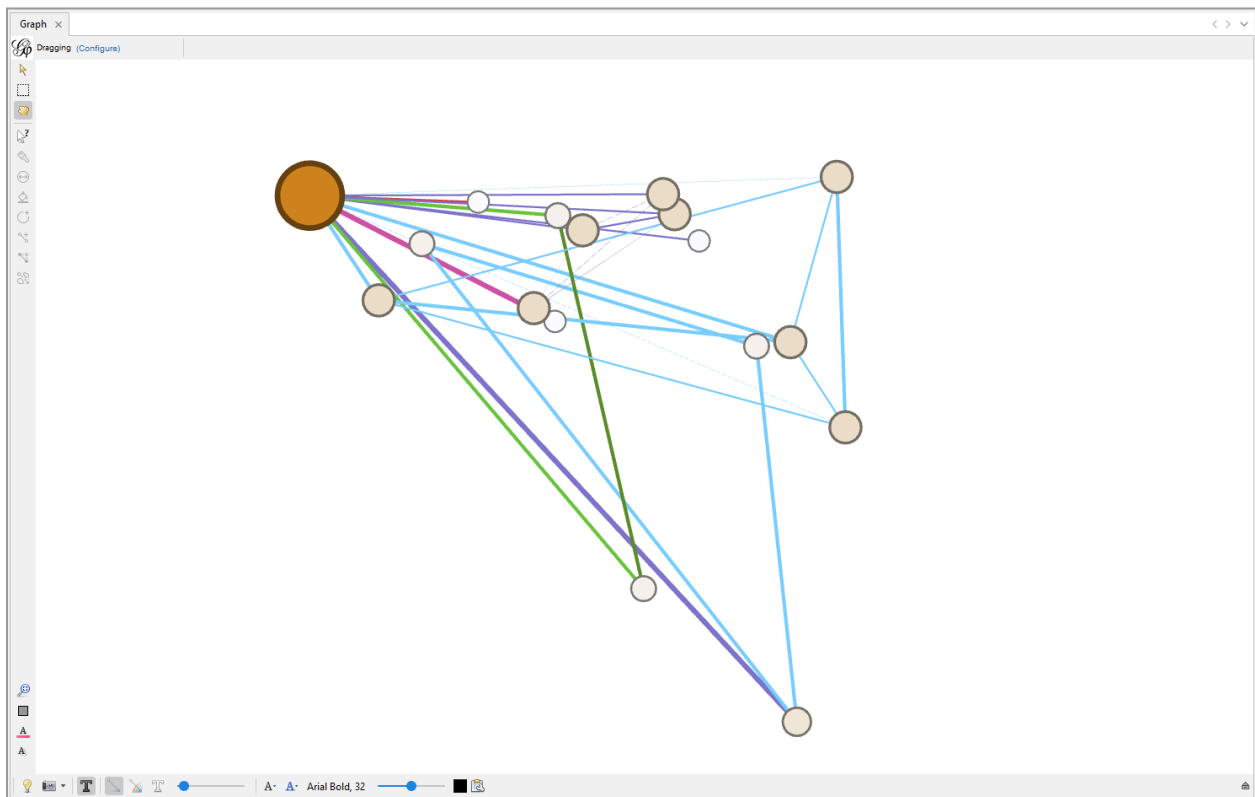 Graph ×
Dragging (Configure)
A- A- Arial Bold, 32